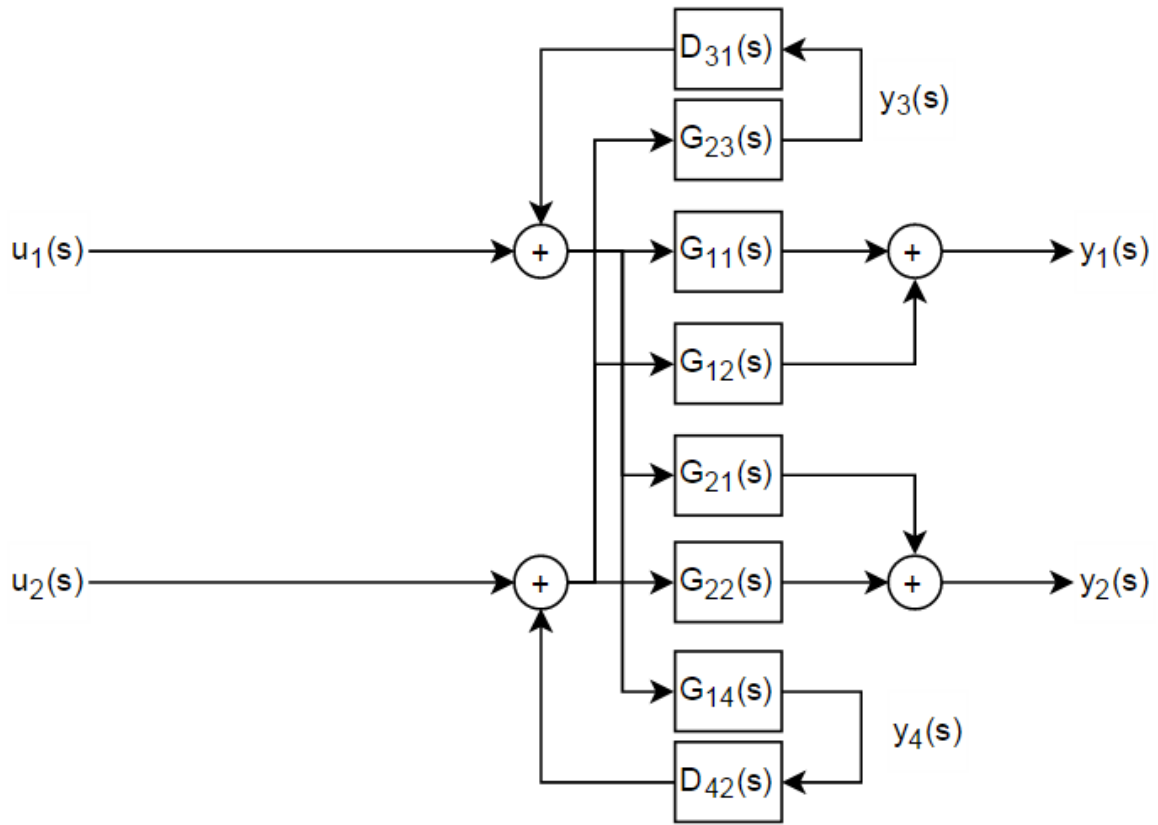 D31(s)
y3(s)
G23(s)
u1(s)
+
G11(s)
+
y1(s)
G12(s)
G21(s)
u2(s)
+
G22(s)
+
y2(s)
G14(s)
y4(s)
D42(s)